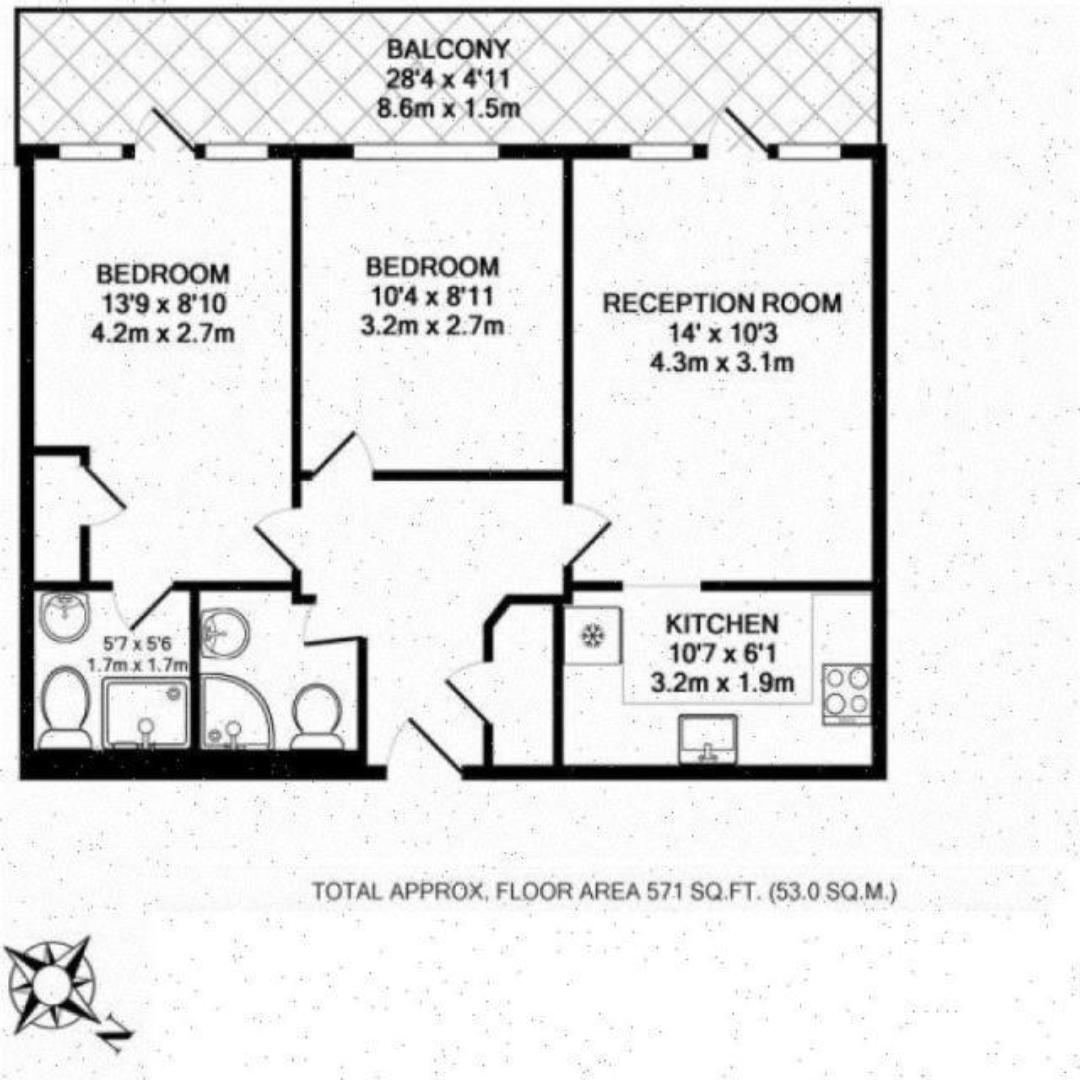 BALCONY
28'4 x 4'11
8.6m x 1.5m
BEDROOM
13'9 x 8'10
4.2m x 2.7m
BEDROOM
10'4 x 8'11
3.2m x 2.7m
RECEPTION ROOM
14' x 10'3
4.3m x 3.1m
5'7 x 5'6
1.7m x 1.7m
KITCHEN
10'7 x 6'1
3.2m x 1.9m
TOTAL APPROX. FLOOR AREA 571 SQ.FT. (53.0 SQ.M.)
N